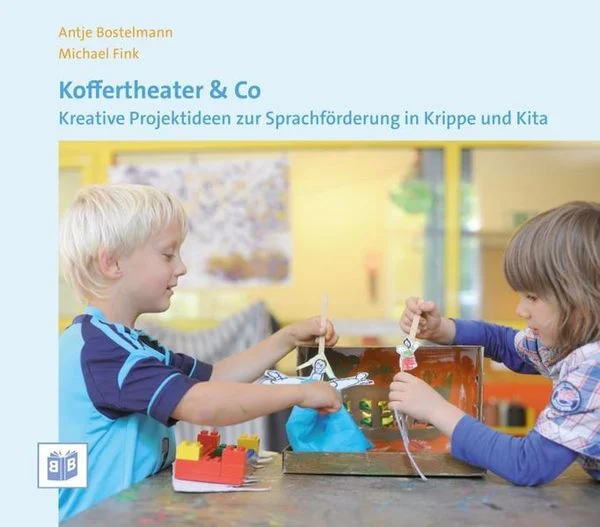 Antje Bostelmann
Michael Fink
Koffertheater & Co
Kreative Projektideen zur Sprachförderung in Krippe und Kita
B B